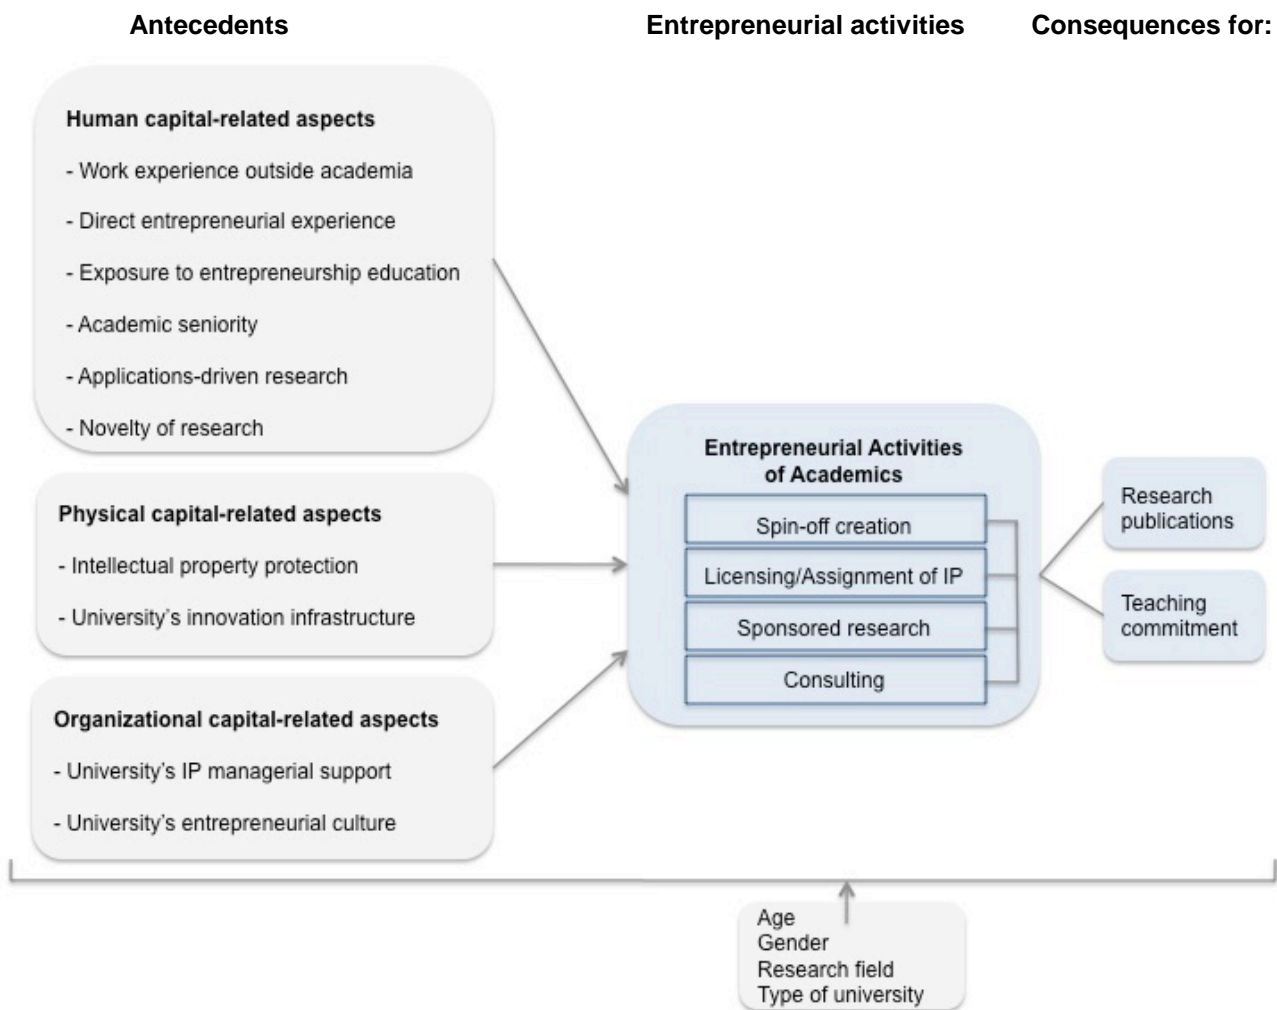 Antecedents
Entrepreneurial activities
Consequences for:
Human capital-related aspects
- Work experience outside academia
- Direct entrepreneurial experience
- Exposure to entrepreneurship education
- Academic seniority
- Applications-driven research
- Novelty of research
Physical capital-related aspects
- Intellectual property protection
- University’s innovation infrastructure
Organizational capital-related aspects
- University’s IP managerial support
- University’s entrepreneurial culture
Entrepreneurial Activities
of Academics
Spin-off creation
Licensing/Assignment of IP
Sponsored research
Consulting
Research
publications
Teaching
commitment
Age
Gender
Research field
Type of university